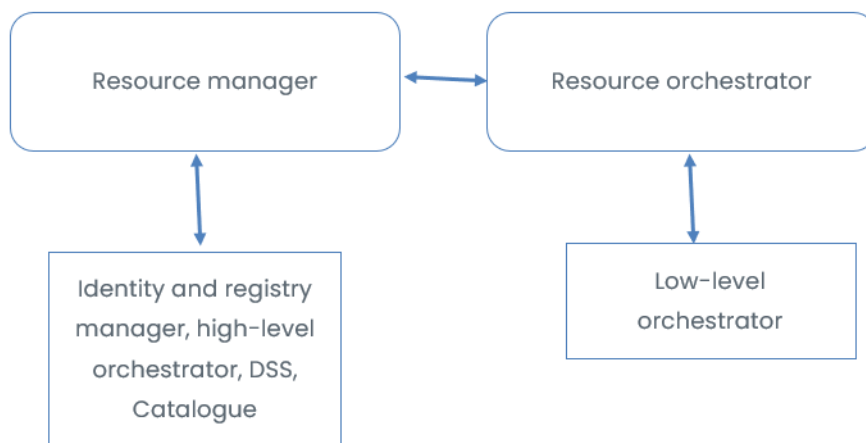 Resource manager
Resource orchestrator
Identity and registry
manager, high-level
orchestrator, DSS,
Catalogue
Low-level
orchestrator